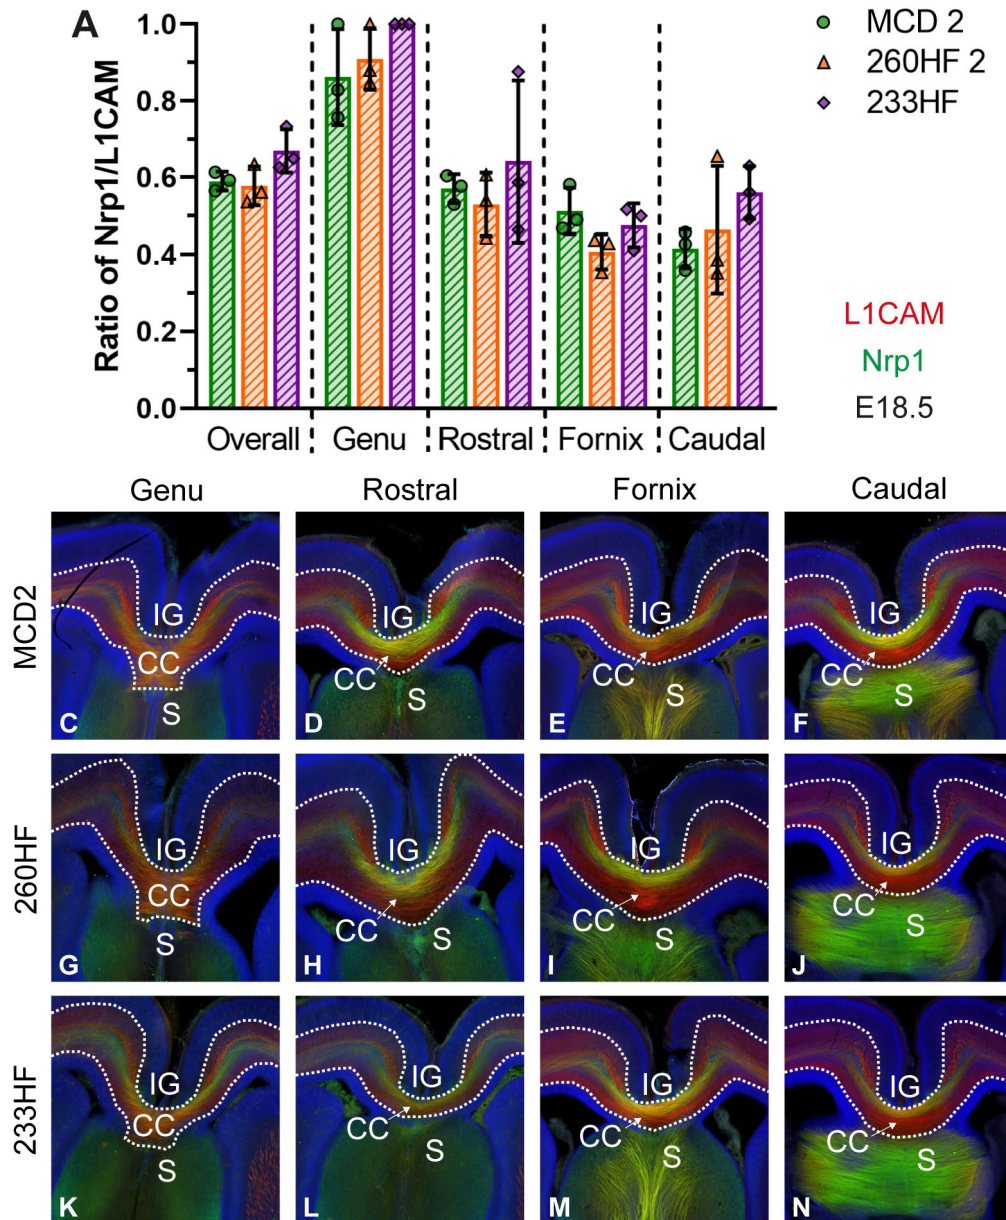 A
Ratio of Nrp1/L1CAM
1.0
0.8
0.6
0.4
0.2
0.0
Overall
Genu
Rostral
Fornix
Caudal
MCD 2
260HF 2
233HF
L1CAM
Nrp1
E18.5
Genu
Rostral
Fornix
Caudal
MCD2
IG
CC
S
C
IG
CC
S
D
IG
CC
S
E
IG
CC
S
F
260HF
IG
CC
S
G
IG
CC
S
H
IG
CC
S
I
IG
CC
S
J
233HF
IG
CC
S
K
IG
CC
S
L
IG
CC
S
M
IG
CC
S
N